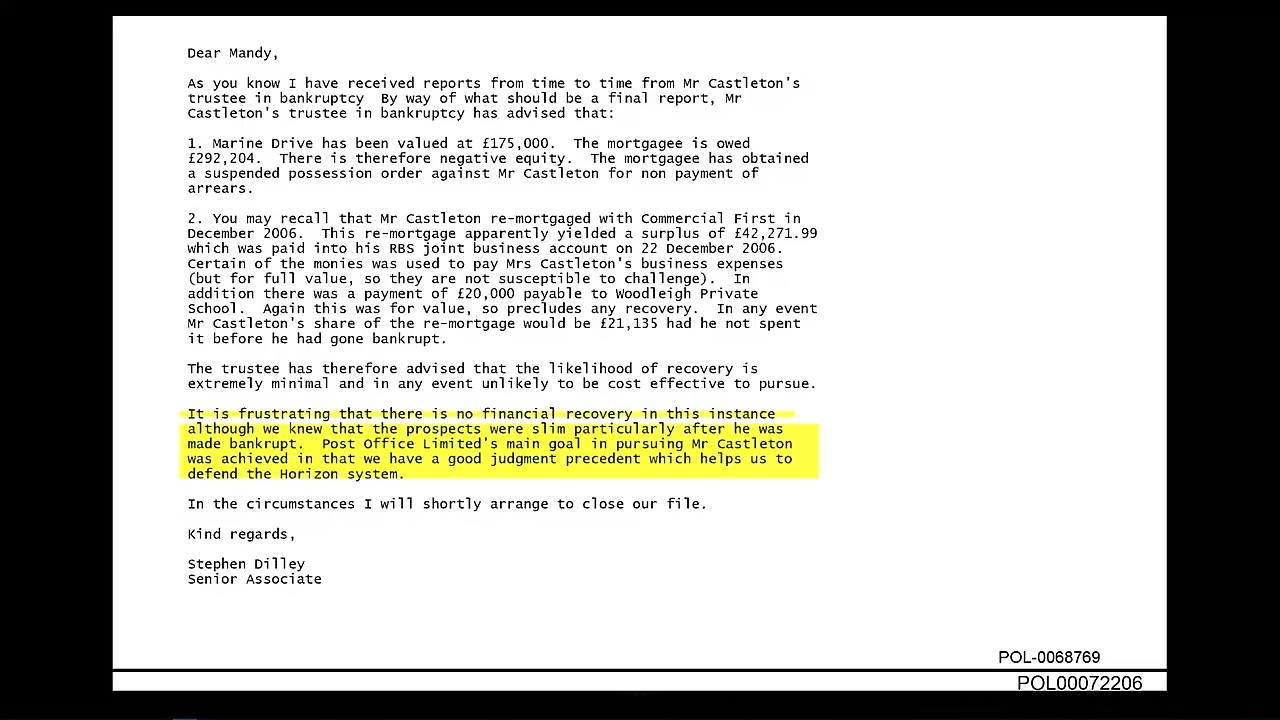 Dear Mandy,
As you know I have received reports from time to time from Mr Castleton's
trustee in bankruptcy  By way of what should be a final report, Mr
Castleton's trustee in bankruptcy has advised that:
1. Marine Drive has been valued at £175,000.  The mortgagee is owed
£292,204.  There is therefore negative equity.  The mortgagee has obtained
a suspended possession order against Mr Castleton for non payment of
arrears.
2. You may recall that Mr Castleton re-mortgaged with Commercial First in
December 2006.  This re-mortgage apparently yielded a surplus of £42,271.99
which was paid into his RBS joint business account on 22 December 2006.
Certain of the monies was used to pay Mrs Castleton's business expenses
(but for full value, so they are not susceptible to challenge).  In
addition there was a payment of £20,000 payable to Woodleigh Private
School.  Again this was for value, so precludes any recovery.  In any event
Mr Castleton's share of the re-mortgage would be £21,135 had he not spent
it before he had gone bankrupt.
The trustee has therefore advised that the likelihood of recovery is
extremely minimal and in any event unlikely to be cost effective to pursue.
It is frustrating that there is no financial recovery in this instance
although we knew that the prospects were slim particularly after he was
made bankrupt.  Post Office Limited's main goal in pursuing Mr Castleton
was achieved in that we have a good judgment precedent which helps us to
defend the Horizon system.
In the circumstances I will shortly arrange to close our file.
Kind regards,
Stephen Dilley
Senior Associate
POL-0068769
POL00072206